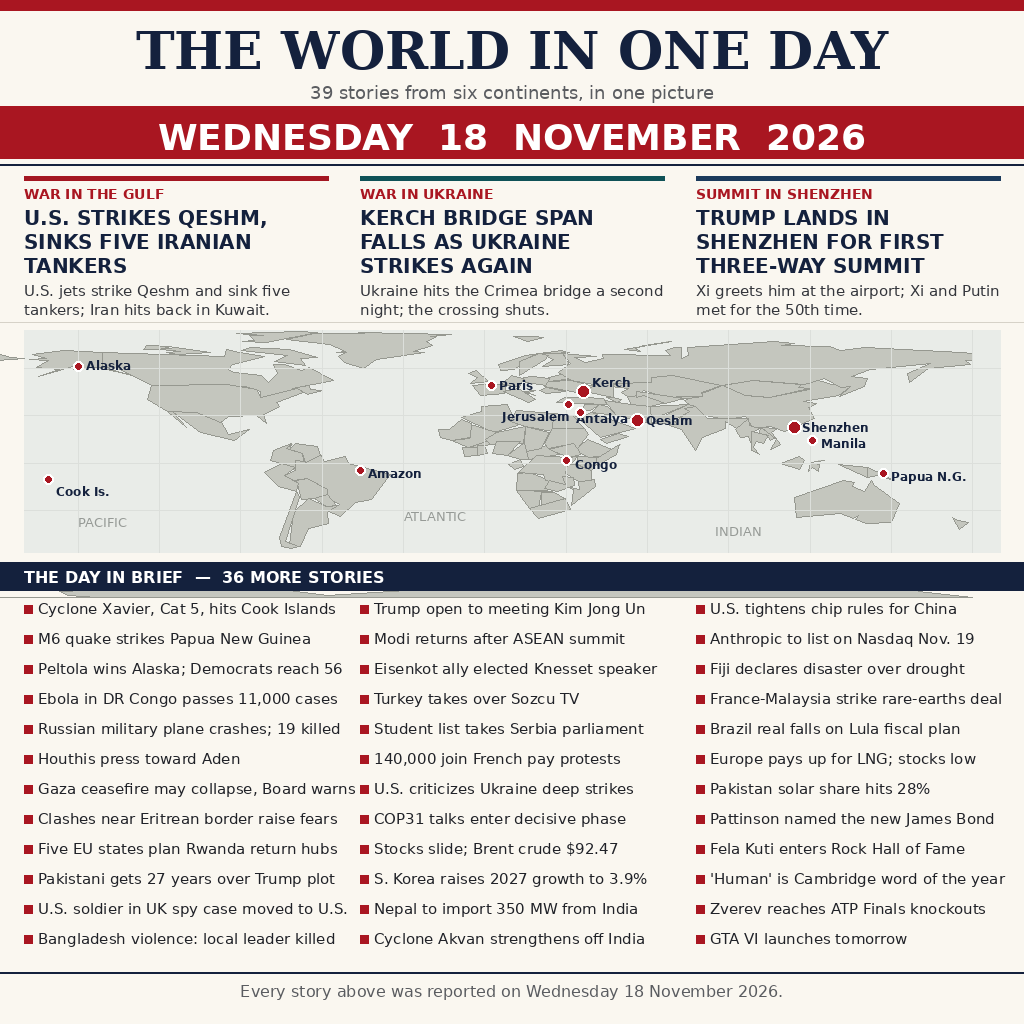 THE WORLD IN ONE DAY
39 stories from six continents, in one picture
WEDNESDAY 18 NOVEMBER 2026
WAR IN THE GULF
U.S. STRIKES QESHM,
SINKS FIVE IRANIAN
TANKERS
U.S. jets strike Qeshm and sink five
tankers; Iran hits back in Kuwait.
WAR IN UKRAINE
KERCH BRIDGE SPAN
FALLS AS UKRAINE
STRIKES AGAIN
Ukraine hits the Crimea bridge a second
night; the crossing shuts.
SUMMIT IN SHENZHEN
TRUMP LANDS IN
SHENZHEN FOR FIRST
THREE-WAY SUMMIT
Xi greets him at the airport; Xi and Putin
met for the 50th time.
Alaska
Paris
Kerch
Jerusalem
Antalya
Qeshm
Shenzhen
Manila
Congo
Amazon
Papua N.G.
Cook Is.
PACIFIC
ATLANTIC
INDIAN
THE DAY IN BRIEF — 36 MORE STORIES
Cyclone Xavier, Cat 5, hits Cook Islands
M6 quake strikes Papua New Guinea
Peltola wins Alaska; Democrats reach 56
Ebola in DR Congo passes 11,000 cases
Russian military plane crashes; 19 killed
Houthis press toward Aden
Gaza ceasefire may collapse, Board warns
Clashes near Eritrean border raise fears
Five EU states plan Rwanda return hubs
Pakistani gets 27 years over Trump plot
U.S. soldier in UK spy case moved to U.S.
Bangladesh violence: local leader killed
Trump open to meeting Kim Jong Un
Modi returns after ASEAN summit
Eisenkot ally elected Knesset speaker
Turkey takes over Sozcu TV
Student list takes Serbia parliament
140,000 join French pay protests
U.S. criticizes Ukraine deep strikes
COP31 talks enter decisive phase
Stocks slide; Brent crude $92.47
S. Korea raises 2027 growth to 3.9%
Nepal to import 350 MW from India
Cyclone Akvan strengthens off India
U.S. tightens chip rules for China
Anthropic to list on Nasdaq Nov. 19
Fiji declares disaster over drought
France-Malaysia strike rare-earths deal
Brazil real falls on Lula fiscal plan
Europe pays up for LNG; stocks low
Pakistan solar share hits 28%
Pattinson named the new James Bond
Fela Kuti enters Rock Hall of Fame
'Human' is Cambridge word of the year
Zverev reaches ATP Finals knockouts
GTA VI launches tomorrow
Every story above was reported on Wednesday 18 November 2026.